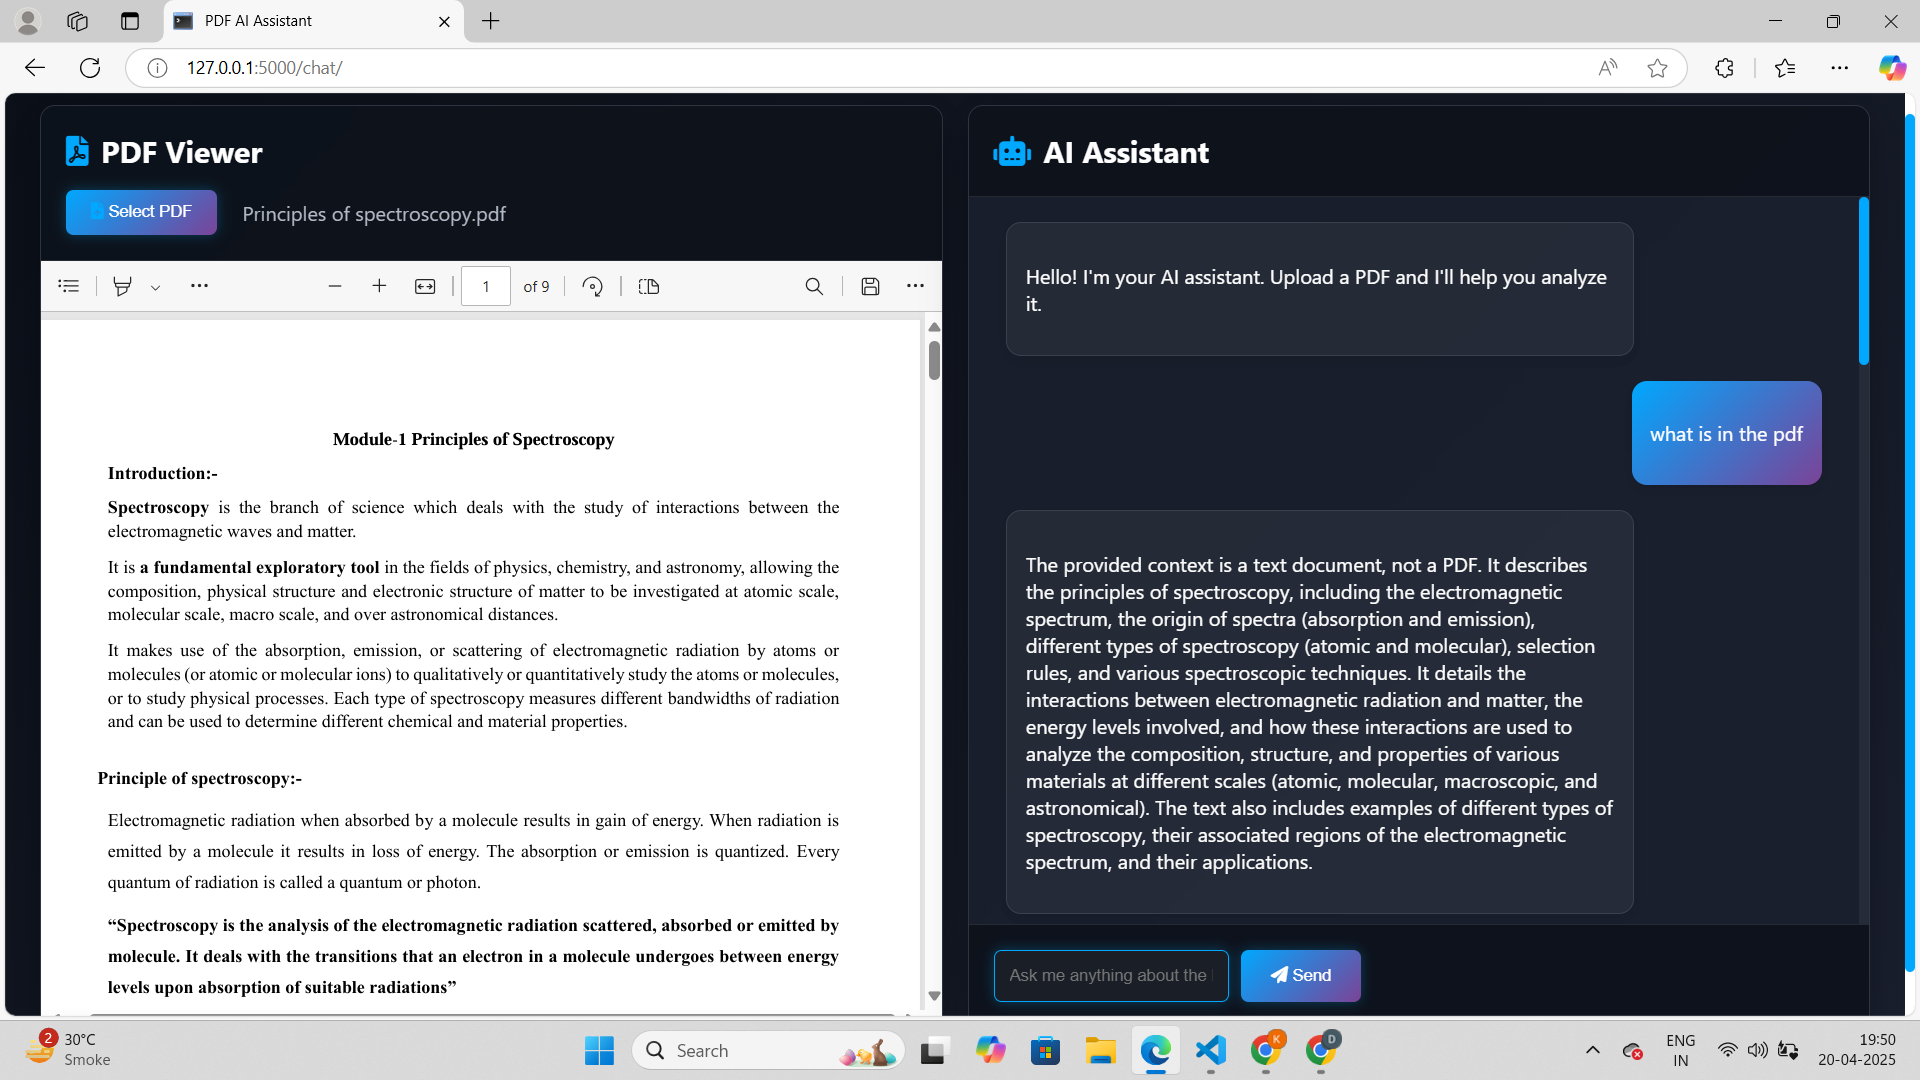 PDF AI Assistant
127.0.0.1:5000/chat/
PDF Viewer
Select PDF
Principles of spectroscopy.pdf
1 of 9
Module-1 Principles of Spectroscopy
Introduction:-
Spectroscopy is the branch of science which deals with the study of interactions between the
electromagnetic waves and matter.
It is a fundamental exploratory tool in the fields of physics, chemistry, and astronomy, allowing the
composition, physical structure and electronic structure of matter to be investigated at atomic scale,
molecular scale, macro scale, and over astronomical distances.
It makes use of the absorption, emission, or scattering of electromagnetic radiation by atoms or
molecules (or atomic or molecular ions) to qualitatively or quantitatively study the atoms or molecules,
or to study physical processes. Each type of spectroscopy measures different bandwidths of radiation
and can be used to determine different chemical and material properties.
Principle of spectroscopy:-
Electromagnetic radiation when absorbed by a molecule results in gain of energy. When radiation is
emitted by a molecule it results in loss of energy. The absorption or emission is quantized. Every
quantum of radiation is called a quantum or photon.
“Spectroscopy is the analysis of the electromagnetic radiation scattered, absorbed or emitted by
molecule. It deals with the transitions that an electron in a molecule undergoes between energy
levels upon absorption of suitable radiations”
AI Assistant
Hello! I'm your AI assistant. Upload a PDF and I'll help you analyze
it.
what is in the pdf
The provided context is a text document, not a PDF. It describes
the principles of spectroscopy, including the electromagnetic
spectrum, the origin of spectra (absorption and emission),
different types of spectroscopy (atomic and molecular), selection
rules, and various spectroscopic techniques. It details the
interactions between electromagnetic radiation and matter, the
energy levels involved, and how these interactions are used to
analyze the composition, structure, and properties of various
materials at different scales (atomic, molecular, macroscopic, and
astronomical). The text also includes examples of different types of
spectroscopy, their associated regions of the electromagnetic
spectrum, and their applications.
Ask me anything about the
Send
2
30°C
Smoke
Search
K
D
ENG
IN
19:50
20-04-2025